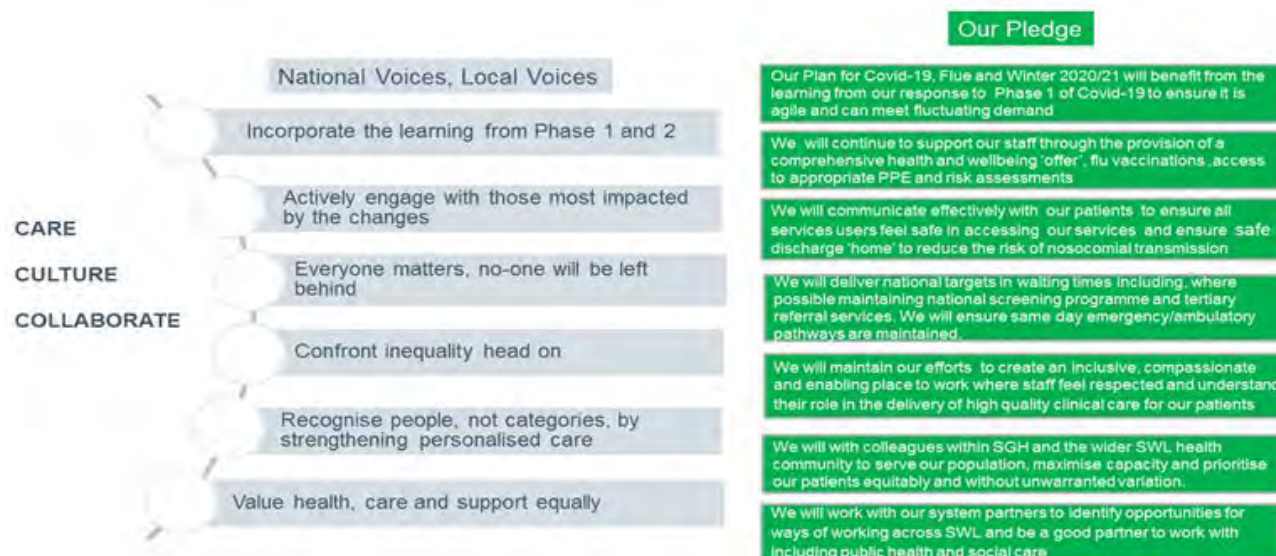 CARE
CULTURE
COLLABORATE
National Voices, Local Voices
Incorporate the learning from Phase 1 and 2
Actively engage with those most impacted
by the changes
Everyone matters, no-one will be left
behind
Confront inequality head on
Recognise people, not categories, by
strengthening personalised care
Value health, care and support equally
Our Pledge
Our Plan for Covid-19, Flue and Winter 2020/21 will benefit from the
learning from our response to Phase 1 of Covid-19 to ensure it is
agile and can meet fluctuating demand
We will continue to support our staff through the provision of a
comprehensive health and wellbeing 'offer', flu vaccinations ,access
to appropriate PPE and risk assessments
We will communicate effectively with our patients to ensure all
services users feel safe in accessing our services and ensure safe
discharge 'home' to reduce the risk of nosocomial transmission
We will deliver national targets in waiting times including, where
possible maintaining national screening programme and tertiary
referral services. We will ensure same day emergency/ambulatory
pathways are maintained.
We will maintain our efforts to create an inclusive, compassionate
and enabling place to work where staff feel respected and understand
their role in the delivery of high quality clinical care for our patients
We will with colleagues within SGH and the wider SWL health
community to serve our population, maximise capacity and prioritise
our patients equitably and without unwarranted variation.
We will work with our system partners to identify opportunities for
ways of working across SWL and be a good partner to work with
including public health and social care